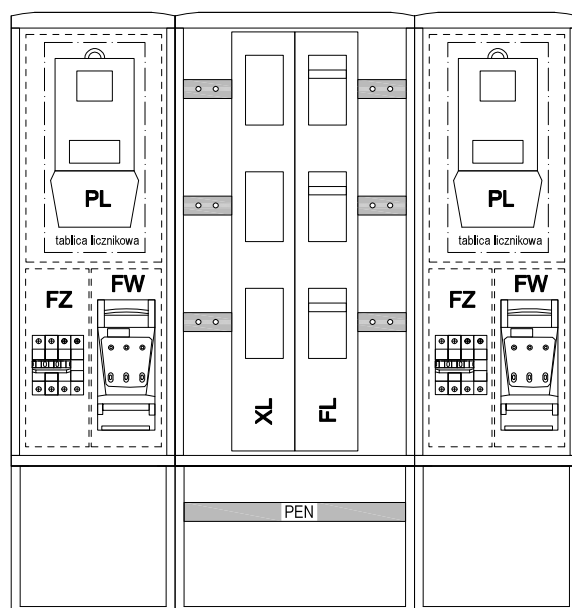 PL
tablica licznikowa
FZ
FW
XL
FL
PL
tablica licznikowa
FZ
FW
PEN